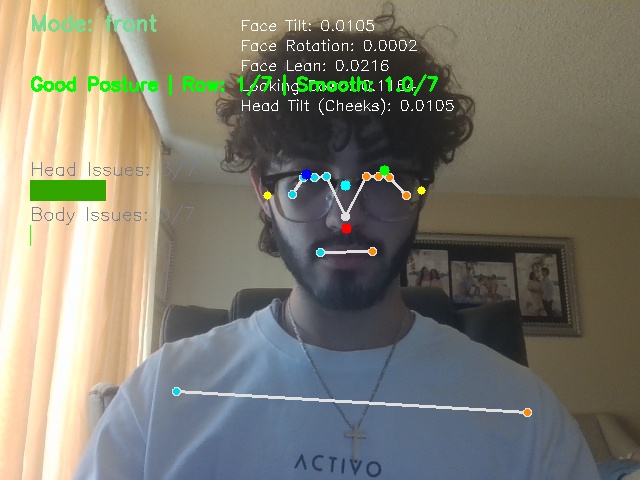 Mode: front
Face Tilt: 0.0105
Face Rotation: 0.0002
Face Lean: 0.0216
Good Posture | Raw: 1/7 | Smooth: 1.0/7
Head Tilt (Cheeks): 0.0105
Head Issues: /7
Body Issues: /7
ACTIVO